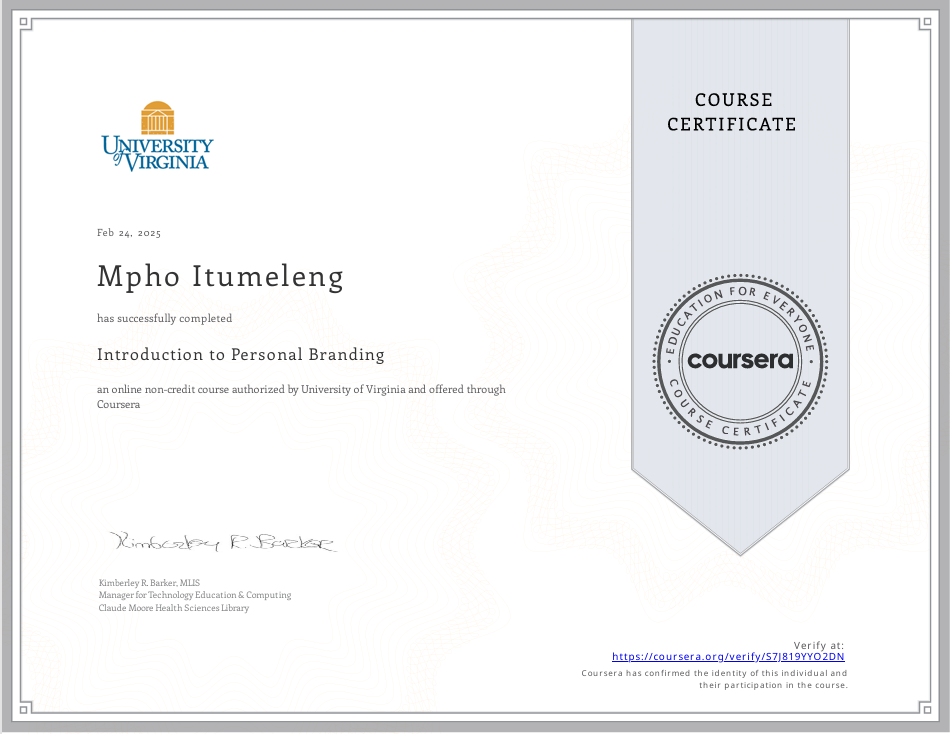 UNIVERSITY
of VIRGINIA
COURSE
CERTIFICATE
Feb 24, 2025
Mpho Itumeleng
has successfully completed
Introduction to Personal Branding
an online non-credit course authorized by University of Virginia and offered through
Coursera
EDUCATION FOR EVERYONE
coursera
COURSE CERTIFICATE
Kimberley R. Barker
Kimberley R. Barker, MLIS
Manager for Technology Education & Computing
Claude Moore Health Sciences Library
Verify at:
https://coursera.org/verify/S7J819YYO2DN
Coursera has confirmed the identity of this individual and
their participation in the course.